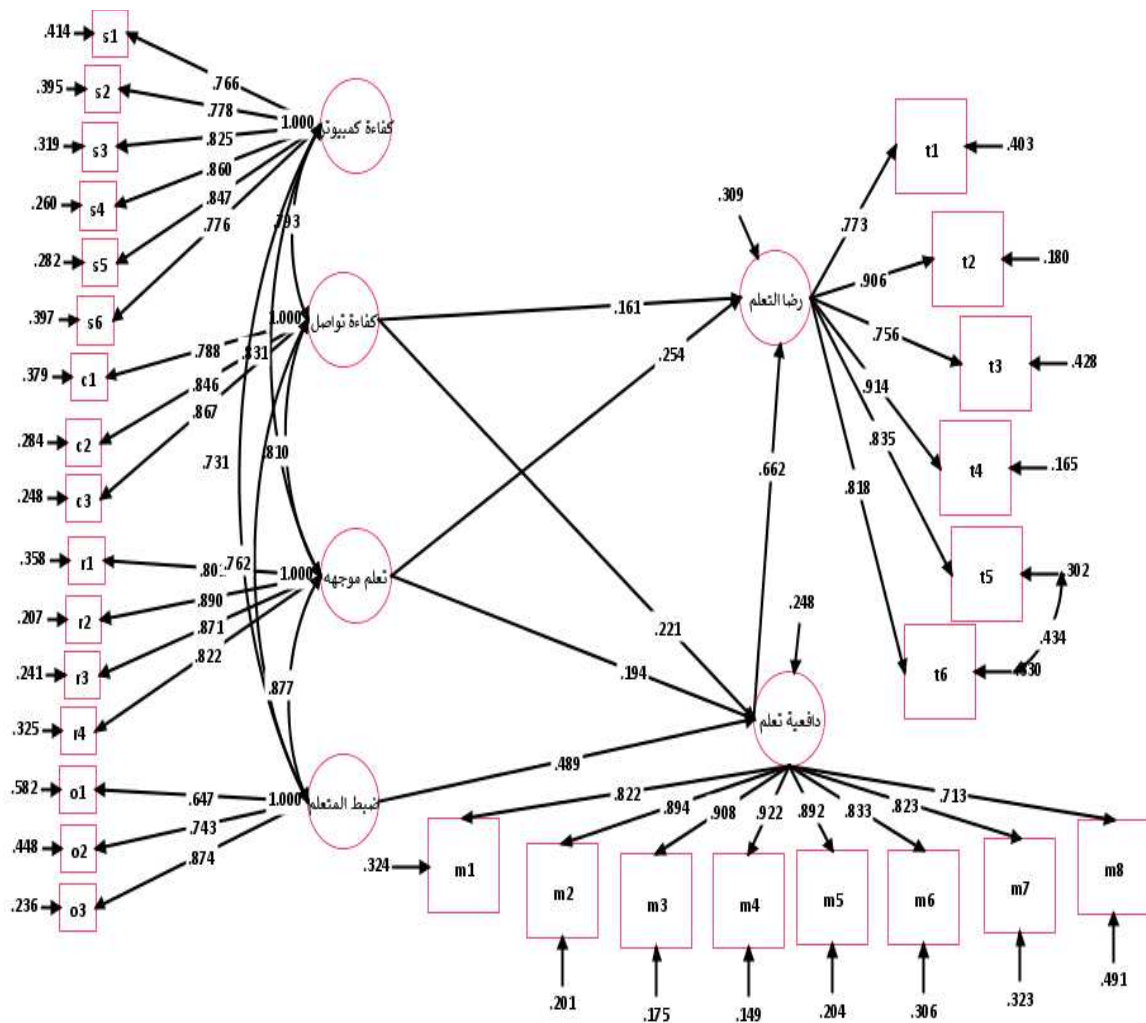 .414 s1
.766
.395 s2
.778
1.000 كفاءة كمبيوتر
.319 s3
.825
.860
.260 s4
.847
.776
.282 s5
.397 s6
.793
1.000 كفاءة تواصل
.379 c1
.788
.846
.867
.284 c2
.248 c3
.831
.731
.810
.358 r1
.762
1.000 تعلم موجهه
.207 r2
.890
.871
.822
.241 r3
.325 r4
.877
.582 o1
.647
1.000 ضبط المتعلم
.743
.874
.448 o2
.236 o3
.161
.254
.221
.194
.489
.662
.309
رضا التعلم
.773
.906
.756
.914
.835
.818
t1 .403
t2 .180
t3 .428
t4 .165
t5 .302
.434
t6
.248
دافعية تعلم
.822
.894
.908
.922
.892
.833
.823
.713
.324 m1
m2
m3
m4
m5
m6
m7
m8
.201
.175
.149
.204
.306
.323
.491